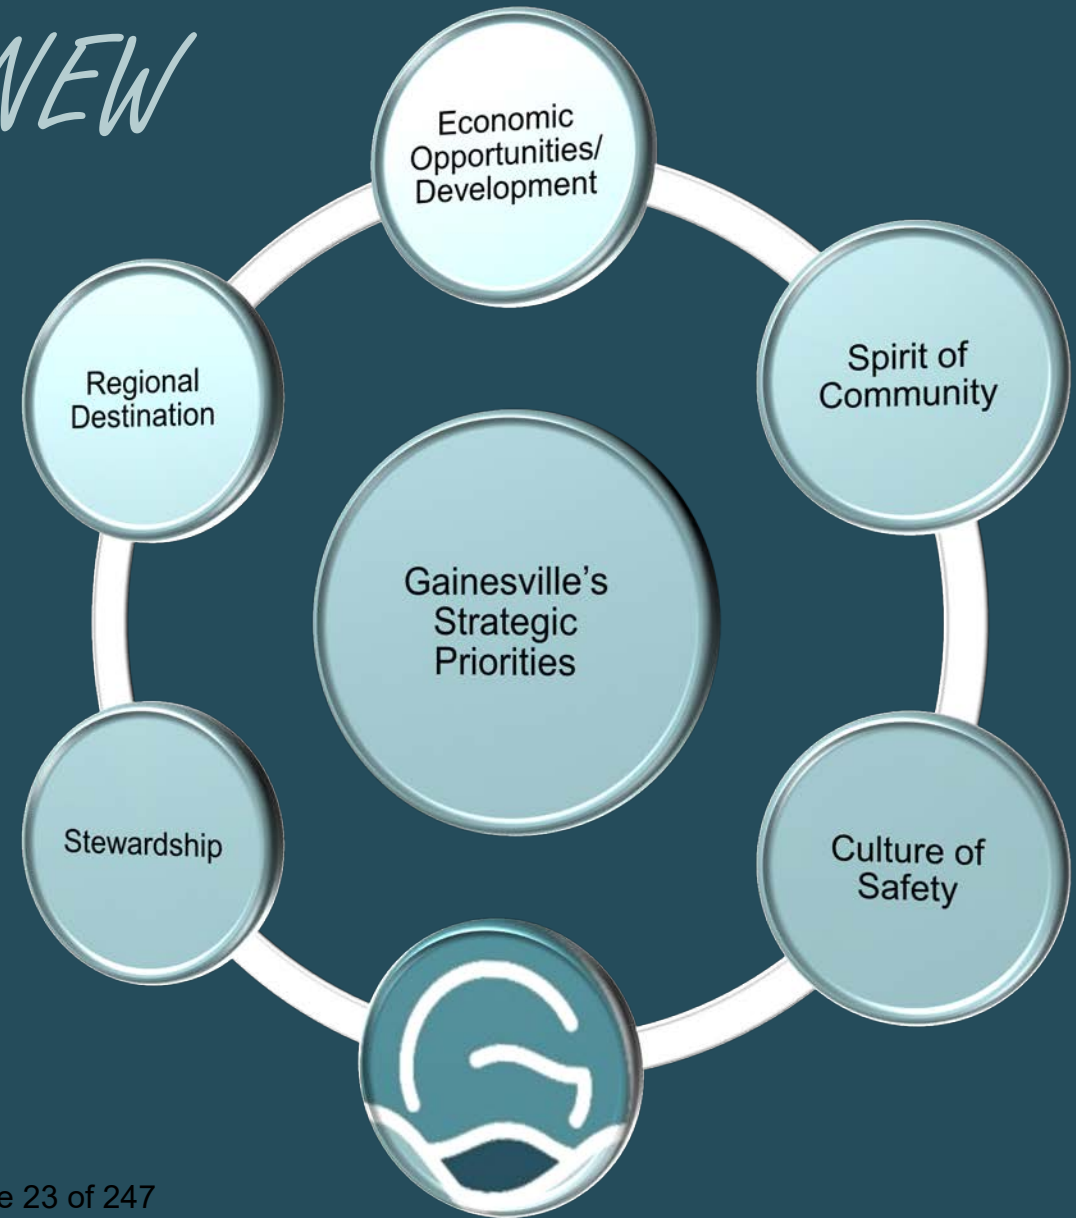 NEW
Economic
Opportunities/
Development
Spirit of
Community
Regional
Destination
Gainesville’s
Strategic
Priorities
Stewardship
Culture of
Safety
G
e 23 of 247